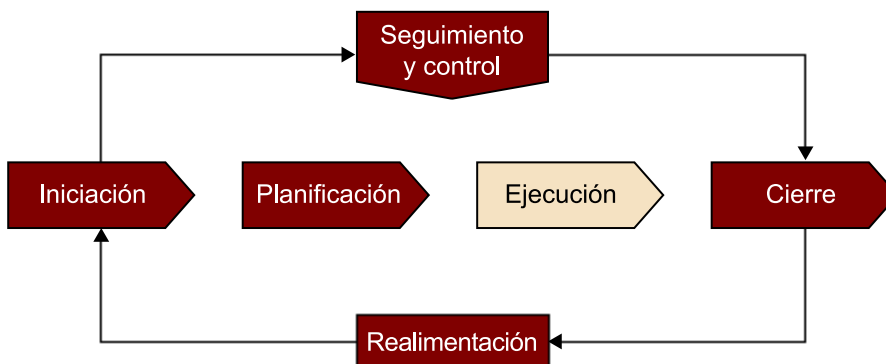 Seguimiento
y control
Iniciación
Planificación
Ejecución
Cierre
Realimentación